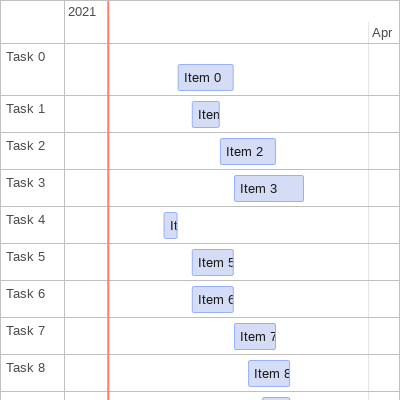 2021
Apr
Task 0
Item 0
Task 1
Item
Task 2
Item 2
Task 3
Item 3
Task 4
It
Task 5
Item 5
Task 6
Item 6
Task 7
Item 7
Task 8
Item 8